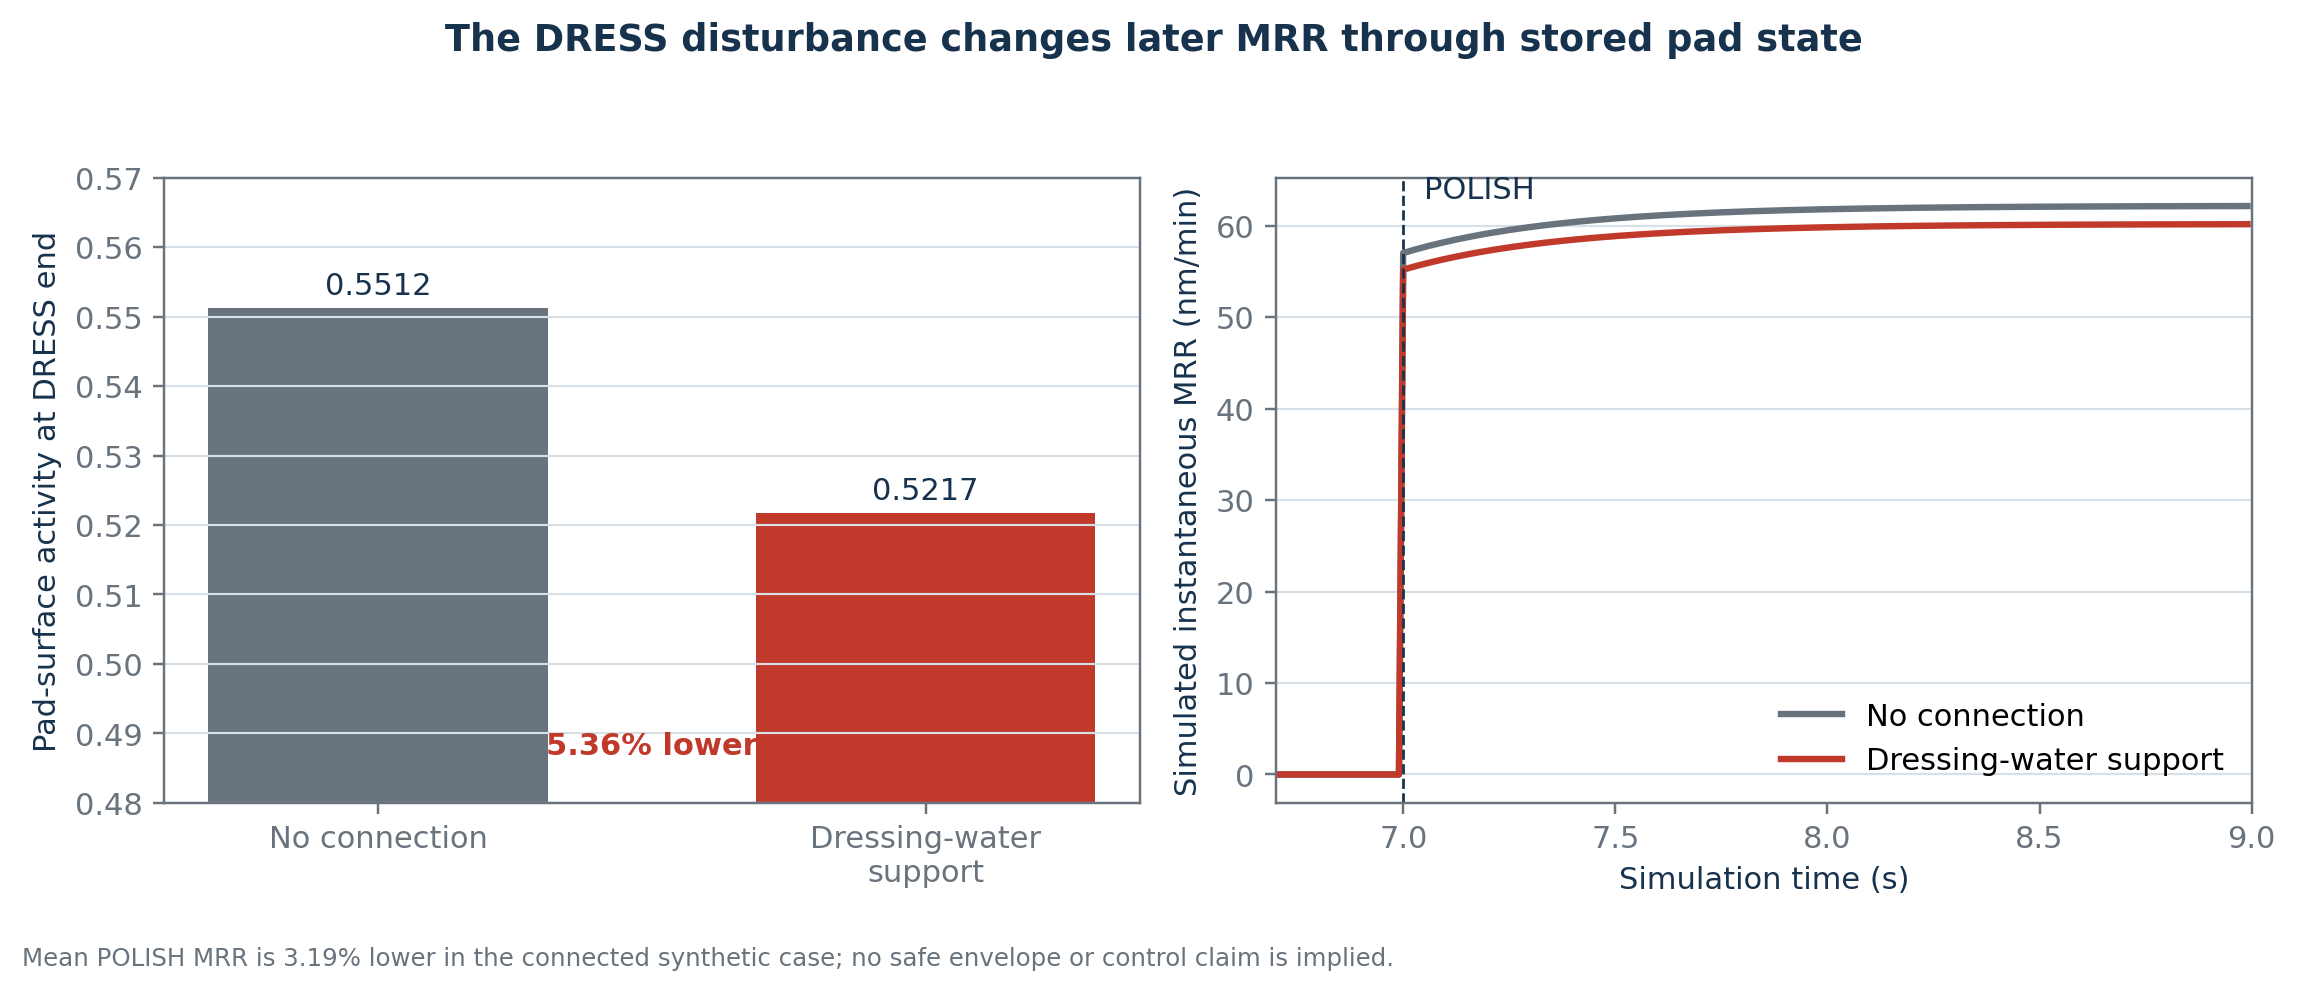 The DRESS disturbance changes later MRR through stored pad state
Pad-surface activity at DRESS end
0.57
0.56
0.55
0.54
0.53
0.52
0.51
0.50
0.49
0.48
0.5512
0.5217
5.36% lower
No connection
Dressing-water
support
Simulated instantaneous MRR (nm/min)
60
50
40
30
20
10
0
POLISH
No connection
Dressing-water support
7.0
7.5
8.0
8.5
9.0
Simulation time (s)
Mean POLISH MRR is 3.19% lower in the connected synthetic case; no safe envelope or control claim is implied.